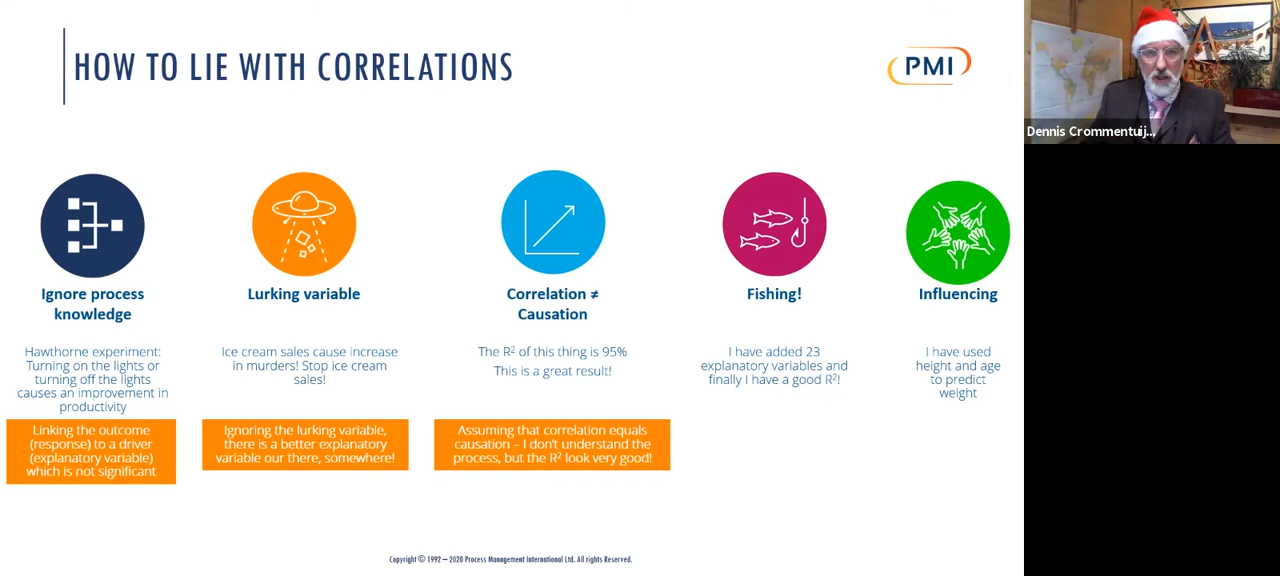 HOW TO LIE WITH CORRELATIONS
PMI
Dennis Crommentuij...
Ignore process
knowledge
Hawthorne experiment:
Turning on the lights or
turning off the lights
causes an improvement in
productivity
Linking the outcome
(response) to a driver
(explanatory variable)
which is not significant
Lurking variable
Ice cream sales cause increase
in murders! Stop ice cream
sales!
Ignoring the lurking variable,
there is a better explanatory
variable our there, somewhere!
Correlation ≠
Causation
The R² of this thing is 95%
This is a great result!
Assuming that correlation equals
causation – I don't understand the
process, but the R² look very good!
Fishing!
I have added 23
explanatory variables and
finally I have a good R²!
Influencing
I have used
height and age
to predict
weight
Copyright © 1992 – 2020 Process Management International Ltd. All rights Reserved.